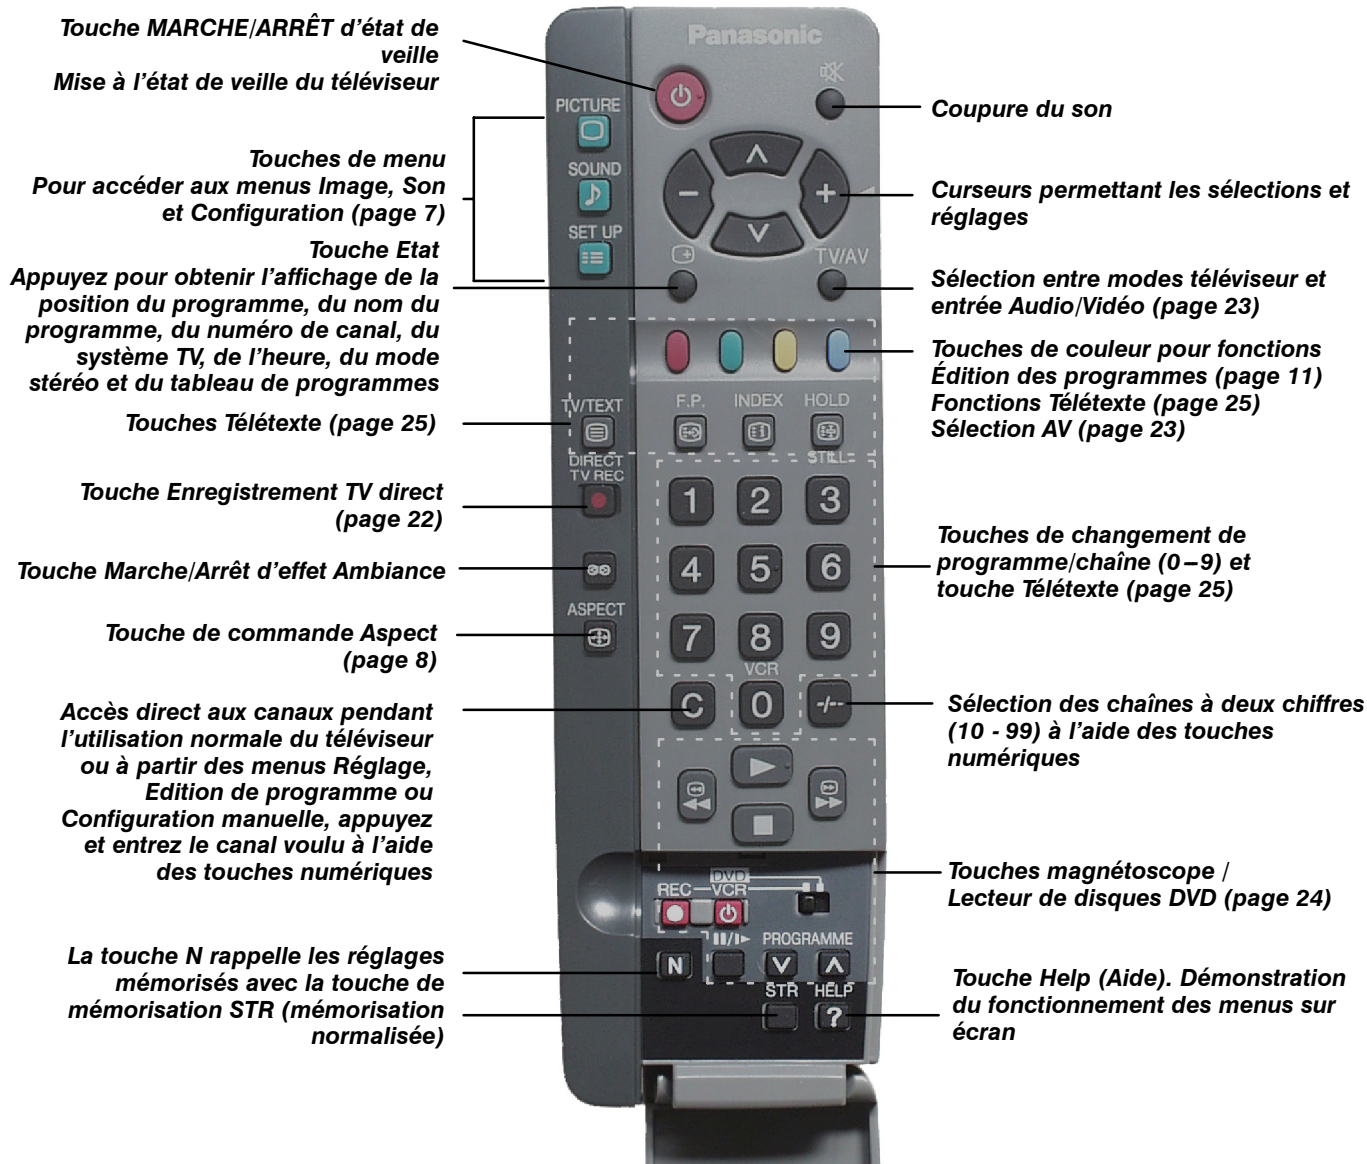 Touche MARCHE/ARRÊT d'état de
veille
Mise à l'état de veille du téléviseur
Touches de menu
Pour accéder aux menus Image, Son
et Configuration (page 7)
Touche Etat
Appuyez pour obtenir l'affichage de la
position du programme, du nom du
programme, du numéro de canal, du
système TV, de l'heure, du mode
stéréo et du tableau de programmes
Touches Télétexte (page 25)
Touche Enregistrement TV direct
(page 22)
Touche Marche/Arrêt d'effet Ambiance
Touche de commande Aspect
(page 8)
Accès direct aux canaux pendant
l'utilisation normale du téléviseur
ou à partir des menus Réglage,
Edition de programme ou
Configuration manuelle, appuyez
et entrez le canal voulu à l'aide
des touches numériques
La touche N rappelle les réglages
mémorisés avec la touche de
mémorisation STR (mémorisation
normalisée)
Panasonic
PICTURE
SOUND
SET UP
TV/AV
TV/TEXT
F.P.
INDEX
HOLD
DIRECT
TV REC
STILL
1
2
3
4
5
6
ASPECT
7
8
9
VCR
C
0
-/--
DVD
REC
VCR
PROGRAMME
N
STR
HELP
?
Coupure du son
Curseurs permettant les sélections et
réglages
Sélection entre modes téléviseur et
entrée Audio/Vidéo (page 23)
Touches de couleur pour fonctions
Édition des programmes (page 11)
Fonctions Télétexte (page 25)
Sélection AV (page 23)
Touches de changement de
programme/chaîne (0–9) et
touche Télétexte (page 25)
Sélection des chaînes à deux chiffres
(10 - 99) à l'aide des touches
numériques
Touches magnétoscope /
Lecteur de disques DVD (page 24)
Touche Help (Aide). Démonstration
du fonctionnement des menus sur
écran